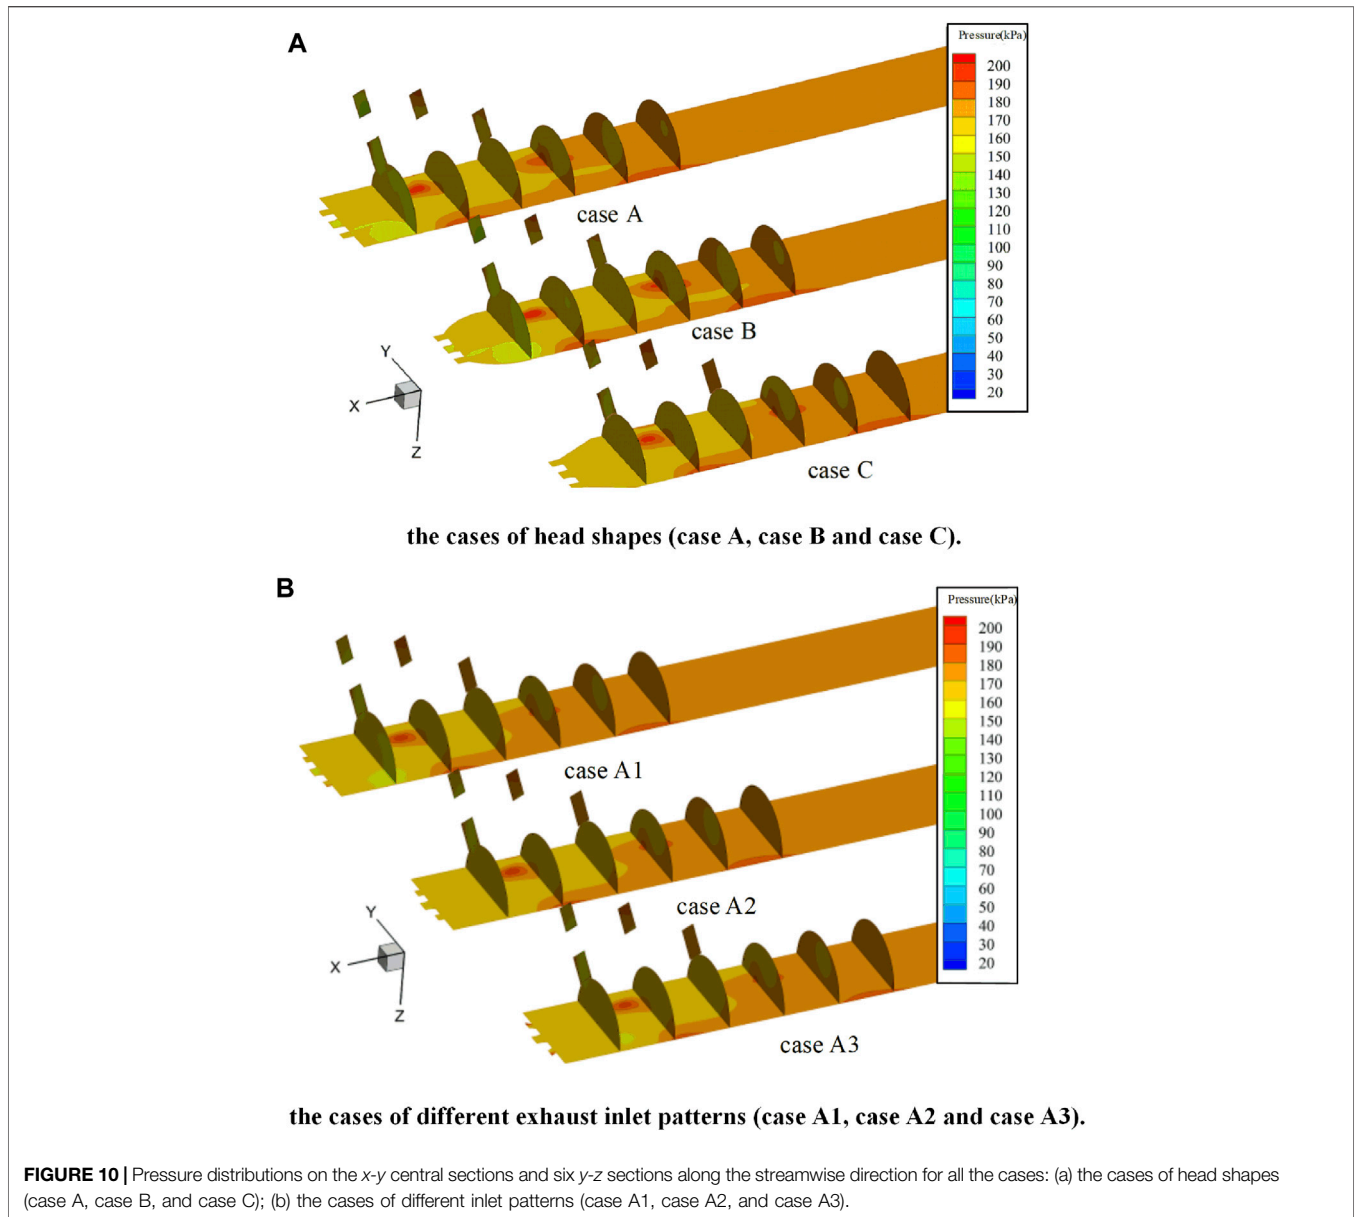 A
Pressure(kPa)
200
190
180
170
160
150
140
130
120
110
100
90
80
70
60
50
40
30
20
case A
case B
case C
Y
X
Z
the cases of head shapes (case A, case B and case C).
B
Pressure(kPa)
200
190
180
170
160
150
140
130
120
110
100
90
80
70
60
50
40
30
20
case A1
case A2
case A3
Y
X
Z
the cases of different exhaust inlet patterns (case A1, case A2 and case A3).
FIGURE 10 | Pressure distributions on the x-y central sections and six y-z sections along the streamwise direction for all the cases: (a) the cases of head shapes
(case A, case B, and case C); (b) the cases of different inlet patterns (case A1, case A2, and case A3).